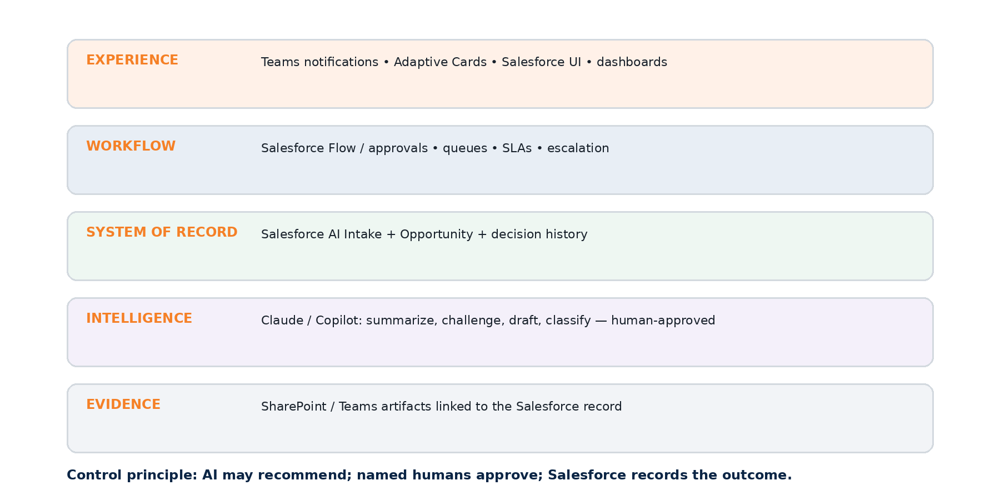 EXPERIENCE Teams notifications • Adaptive Cards • Salesforce UI • dashboards
WORKFLOW Salesforce Flow / approvals • queues • SLAs • escalation
SYSTEM OF RECORD Salesforce AI Intake + Opportunity + decision history
INTELLIGENCE Claude / Copilot: summarize, challenge, draft, classify — human-approved
EVIDENCE SharePoint / Teams artifacts linked to the Salesforce record
Control principle: AI may recommend; named humans approve; Salesforce records the outcome.